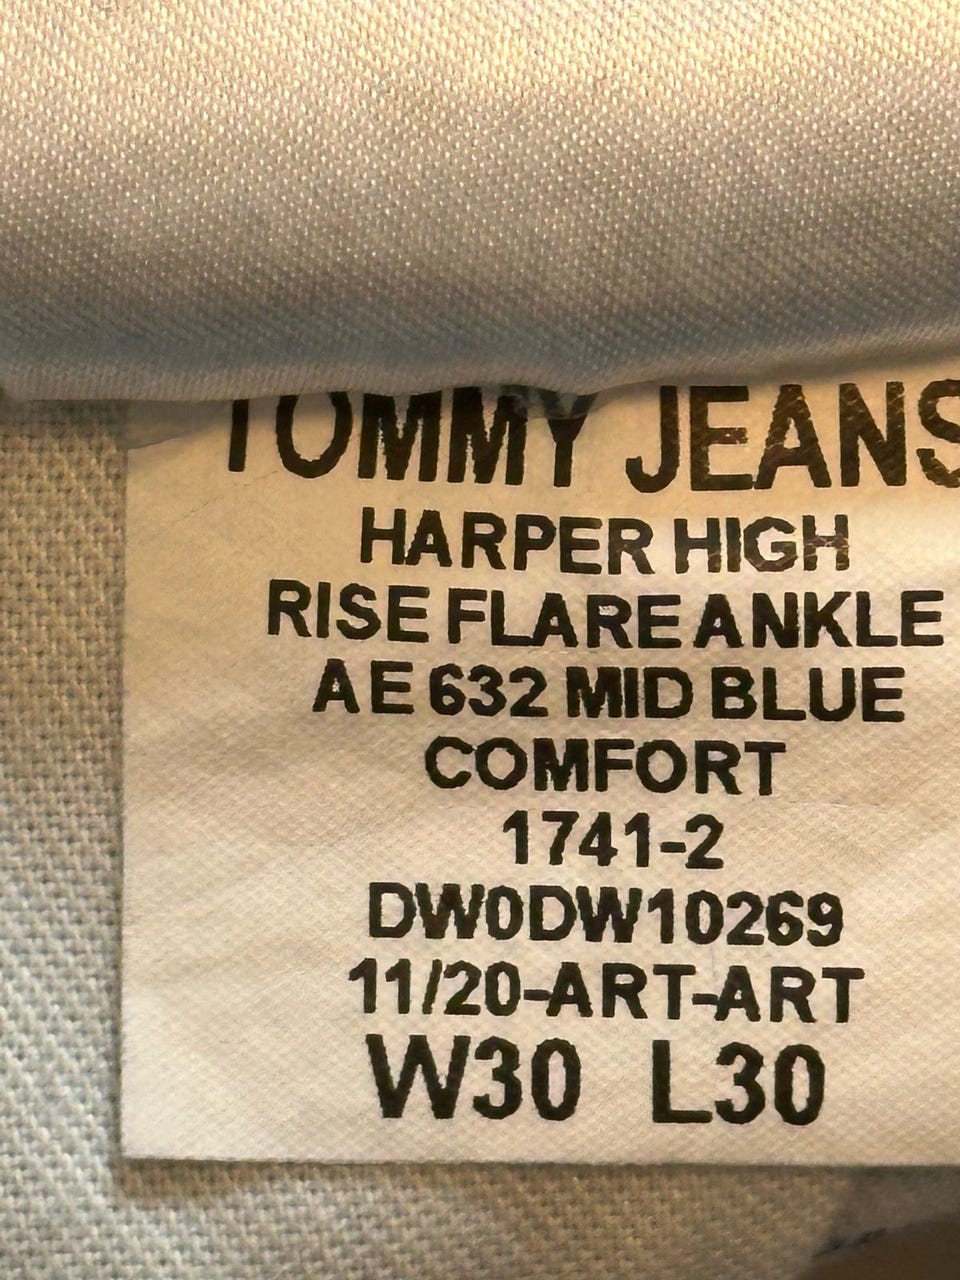 TOMMY JEANS
HARPER HIGH
RISE FLARE ANKLE
AE 632 MID BLUE
COMFORT
1741-2
DW0DW10269
11/20-ART-ART
W30 L30